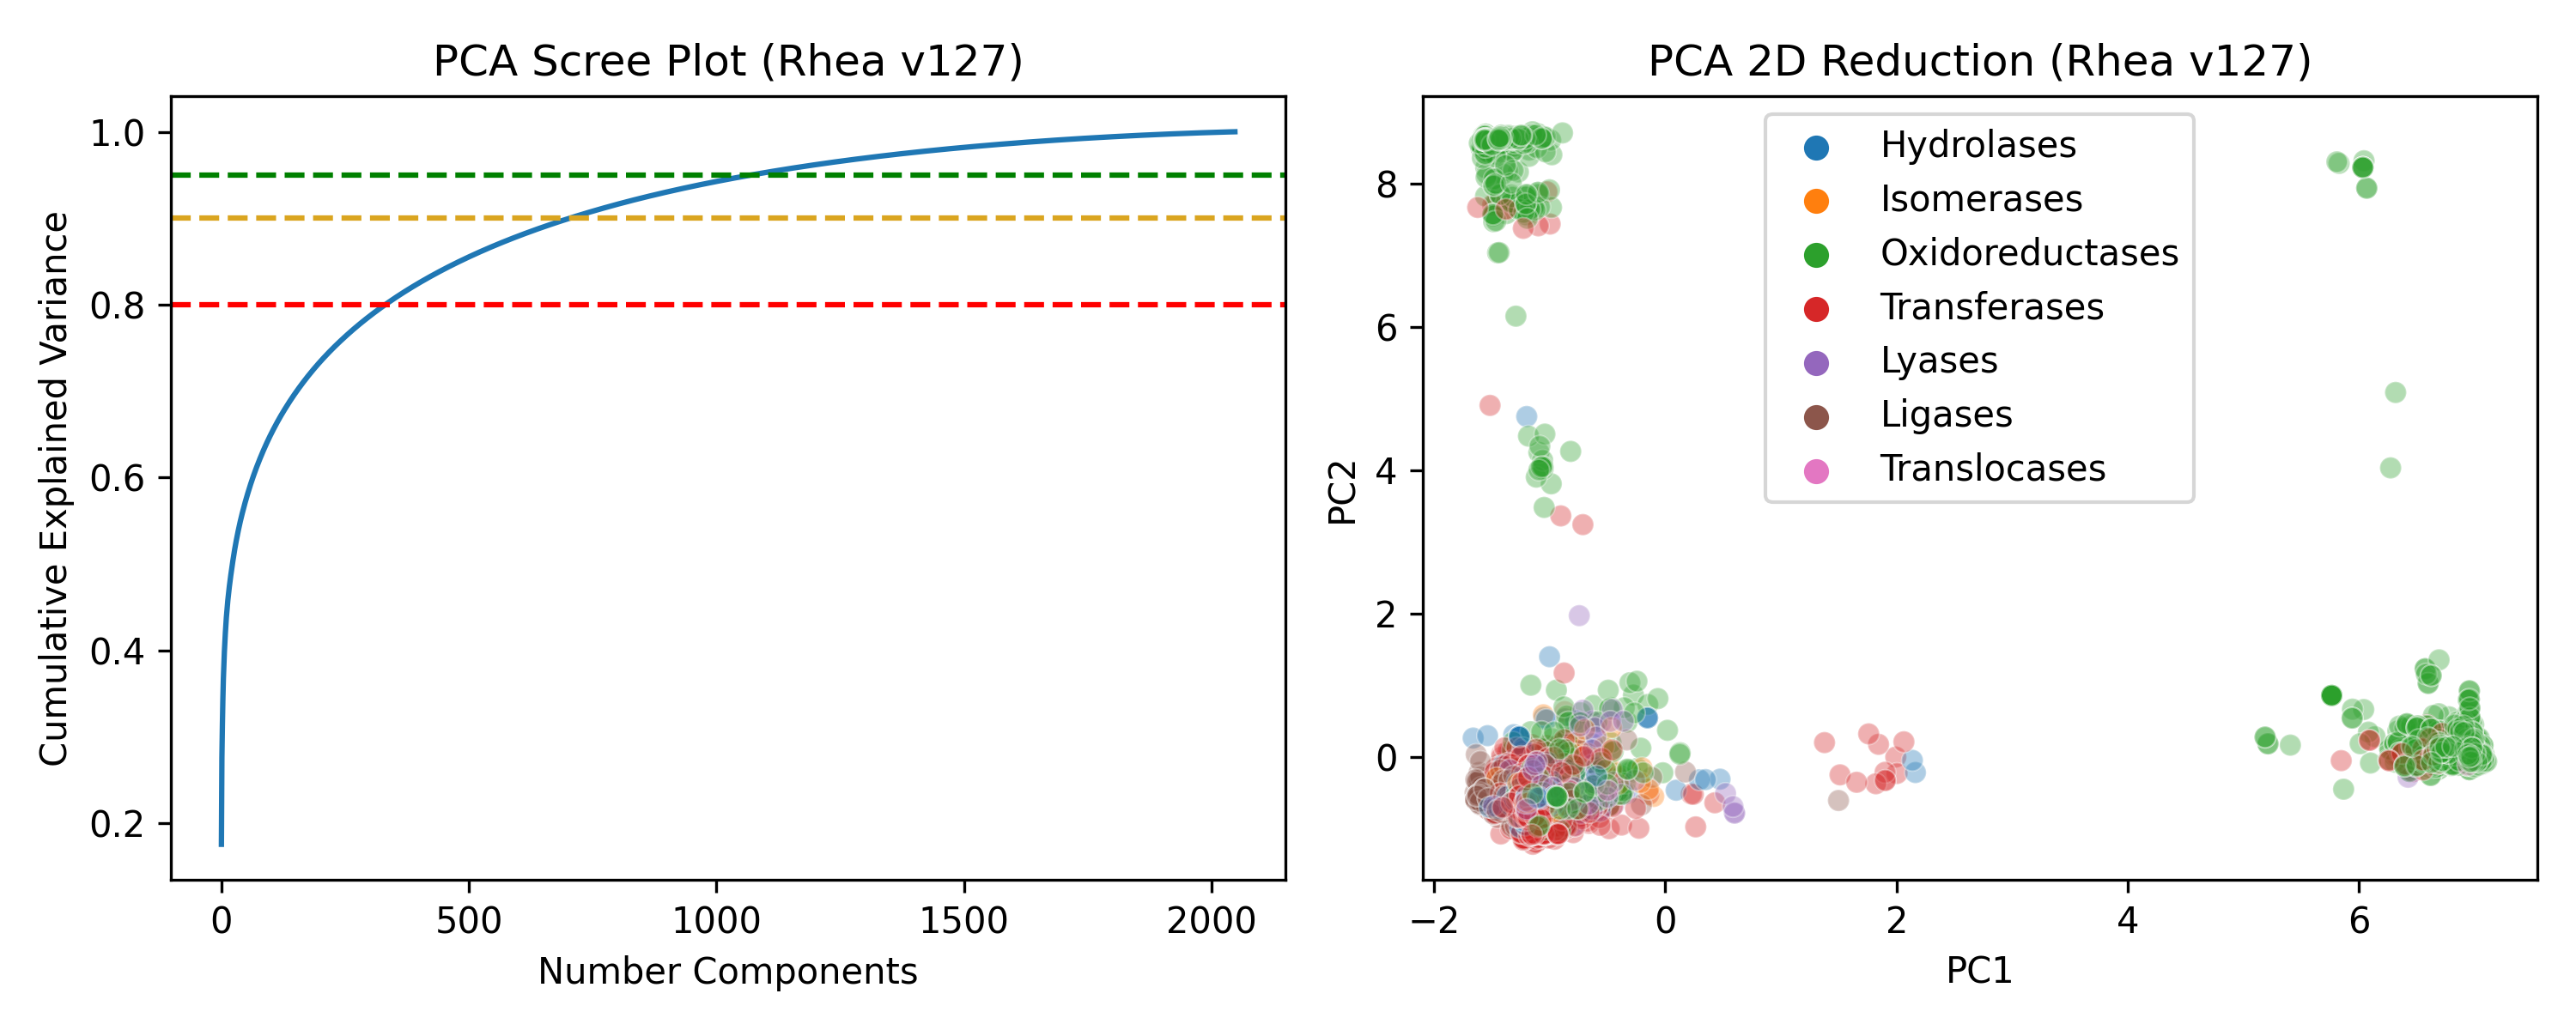 PCA Scree Plot (Rhea v127)
Cumulative Explained Variance
1.0
0.8
0.6
0.4
0.2
0
500
1000
1500
2000
Number Components
PCA 2D Reduction (Rhea v127)
PC2
8
6
4
2
0
Hydrolases
Isomerases
Oxidoreductases
Transferases
Lyases
Ligases
Translocases
−2
0
2
4
6
PC1